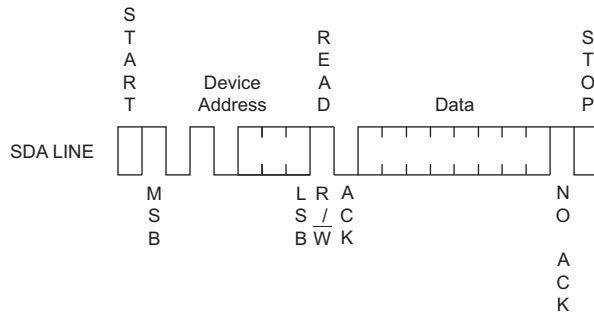 START
READ
STOP
Device
Address
Data
SDA LINE
MSB
LSB
R/W
ACK
NO ACK